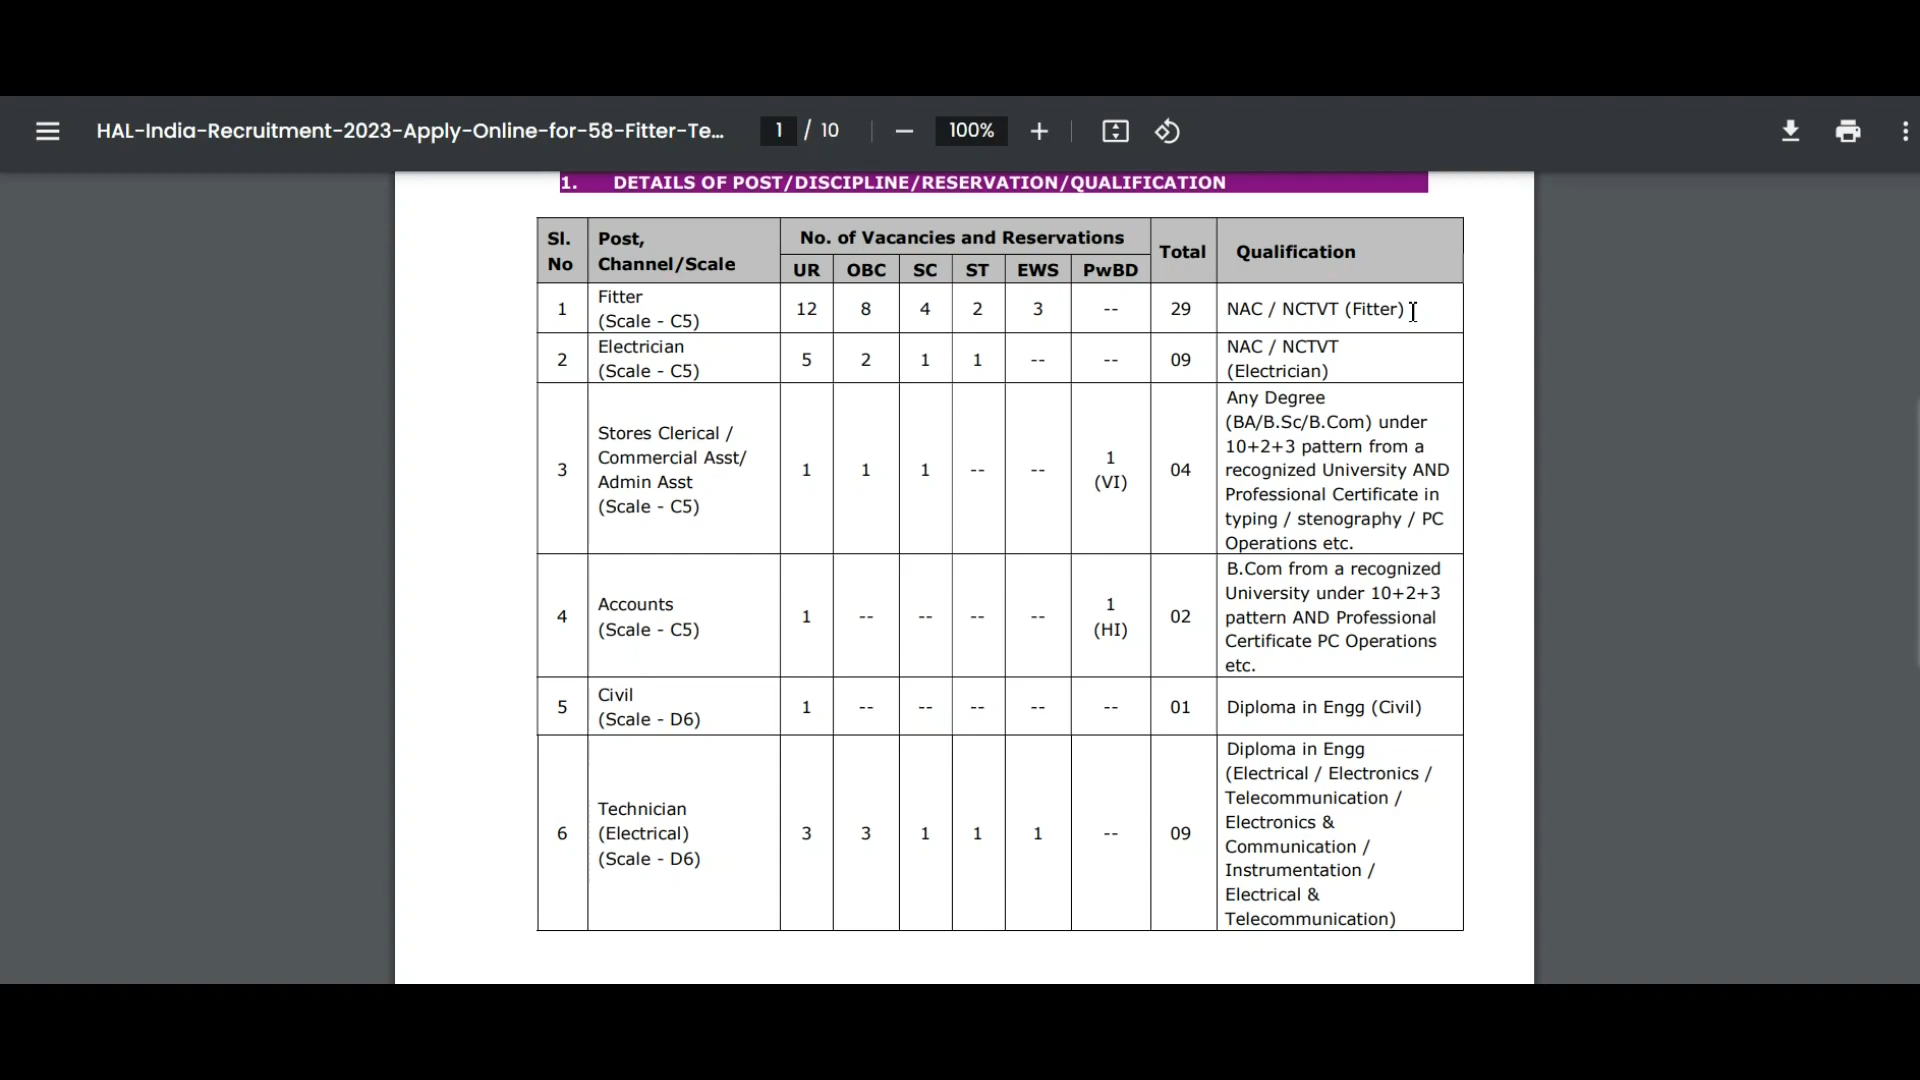 HAL-India-Recruitment-2023-Apply-Online-for-58-Fitter-Te...
1 / 10
100%
1. DETAILS OF POST/DISCIPLINE/RESERVATION/QUALIFICATION
Sl. No
Post, Channel/Scale
No. of Vacancies and Reservations
Total
Qualification
UR OBC SC ST EWS PwBD
1
Fitter
(Scale - C5)
12 8 4 2 3 -- 29
NAC / NCTVT (Fitter)
2
Electrician
(Scale - C5)
5 2 1 1 -- -- 09
NAC / NCTVT
(Electrician)
3
Stores Clerical /
Commercial Asst/
Admin Asst
(Scale - C5)
1 1 1 -- -- 1
(VI)
04
Any Degree
(BA/B.Sc/B.Com) under
10+2+3 pattern from a
recognized University AND
Professional Certificate in
typing / stenography / PC
Operations etc.
4
Accounts
(Scale - C5)
1 -- -- -- -- 1
(HI)
02
B.Com from a recognized
University under 10+2+3
pattern AND Professional
Certificate PC Operations
etc.
5
Civil
(Scale - D6)
1 -- -- -- -- -- 01
Diploma in Engg (Civil)
6
Technician
(Electrical)
(Scale - D6)
3 3 1 1 1 -- 09
Diploma in Engg
(Electrical / Electronics /
Telecommunication /
Electronics &
Communication /
Instrumentation /
Electrical &
Telecommunication)